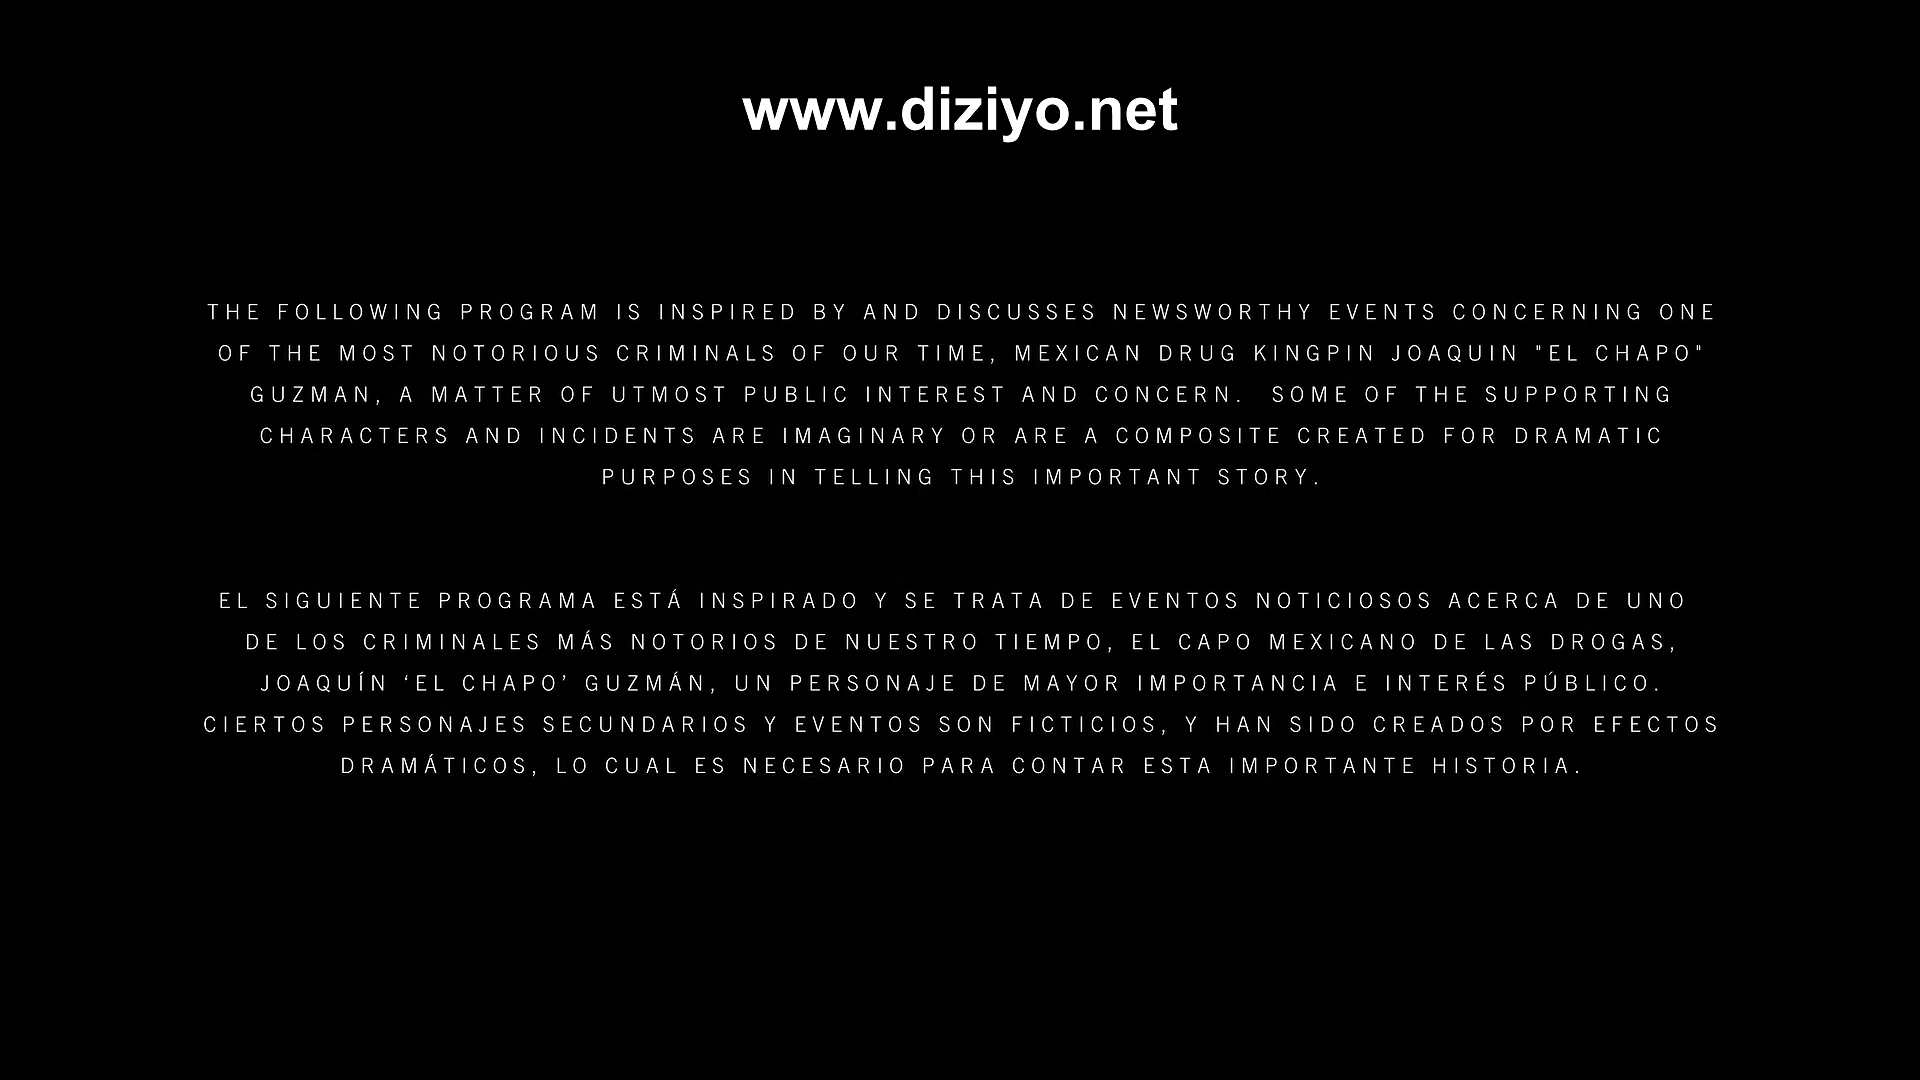 www.diziyo.net
THE FOLLOWING PROGRAM IS INSPIRED BY AND DISCUSSES NEWSWORTHY EVENTS CONCERNING ONE
OF THE MOST NOTORIOUS CRIMINALS OF OUR TIME, MEXICAN DRUG KINGPIN JOAQUIN "EL CHAPO"
GUZMAN, A MATTER OF UTMOST PUBLIC INTEREST AND CONCERN. SOME OF THE SUPPORTING
CHARACTERS AND INCIDENTS ARE IMAGINARY OR ARE A COMPOSITE CREATED FOR DRAMATIC
PURPOSES IN TELLING THIS IMPORTANT STORY.
EL SIGUIENTE PROGRAMA ESTÁ INSPIRADO Y SE TRATA DE EVENTOS NOTICIOSOS ACERCA DE UNO
DE LOS CRIMINALES MÁS NOTORIOS DE NUESTRO TIEMPO, EL CAPO MEXICANO DE LAS DROGAS,
JOAQUÍN ‘EL CHAPO’ GUZMÁN, UN PERSONAJE DE MAYOR IMPORTANCIA E INTERÉS PÚBLICO.
CIERTOS PERSONAJES SECUNDARIOS Y EVENTOS SON FICTICIOS, Y HAN SIDO CREADOS POR EFECTOS
DRAMÁTICOS, LO CUAL ES NECESARIO PARA CONTAR ESTA IMPORTANTE HISTORIA.